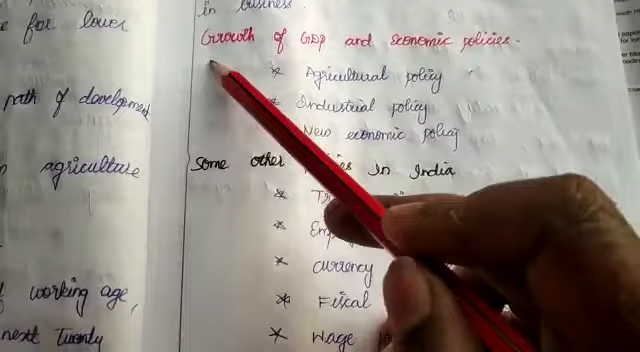 in business.
Growth of GDP and economic policies.
* Agricultural policy
* Industrial policy
New economic policy
Some other In India
*
*
* Currency
* Fiscal
* Wage
e for lower
path of development
agriculture
working age,
next twenty